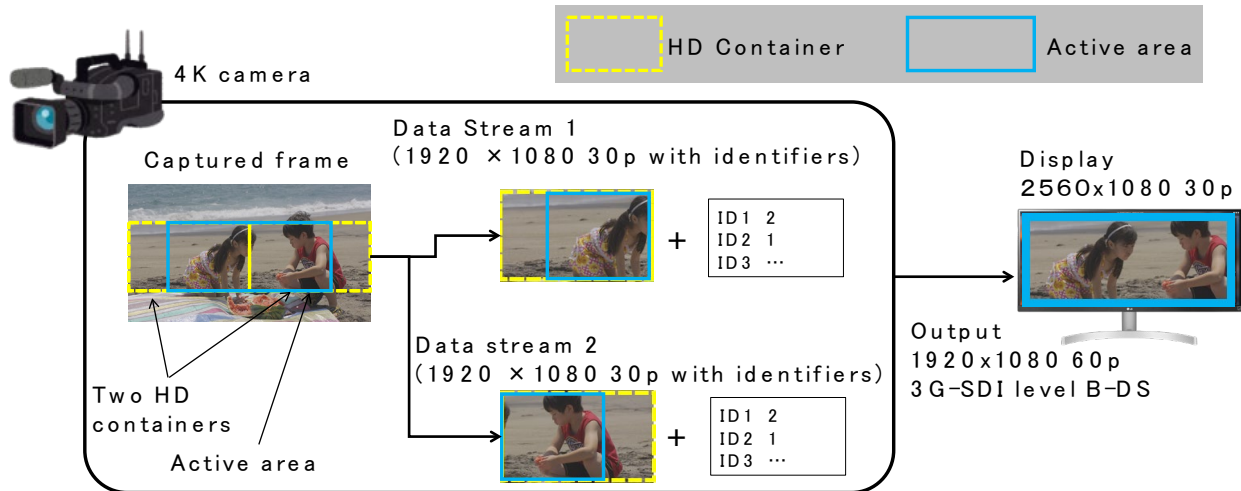 HD Container
Active area
4K camera
Captured frame
Data Stream 1
(1920 ×1080 30p with identifiers)
ID1 2
ID2 1
ID3 …
Data stream 2
(1920 ×1080 30p with identifiers)
ID1 2
ID2 1
ID3 …
Two HD
containers
Active area
Display
2560x1080 30p
Output
1920x1080 60p
3G-SDI level B-DS